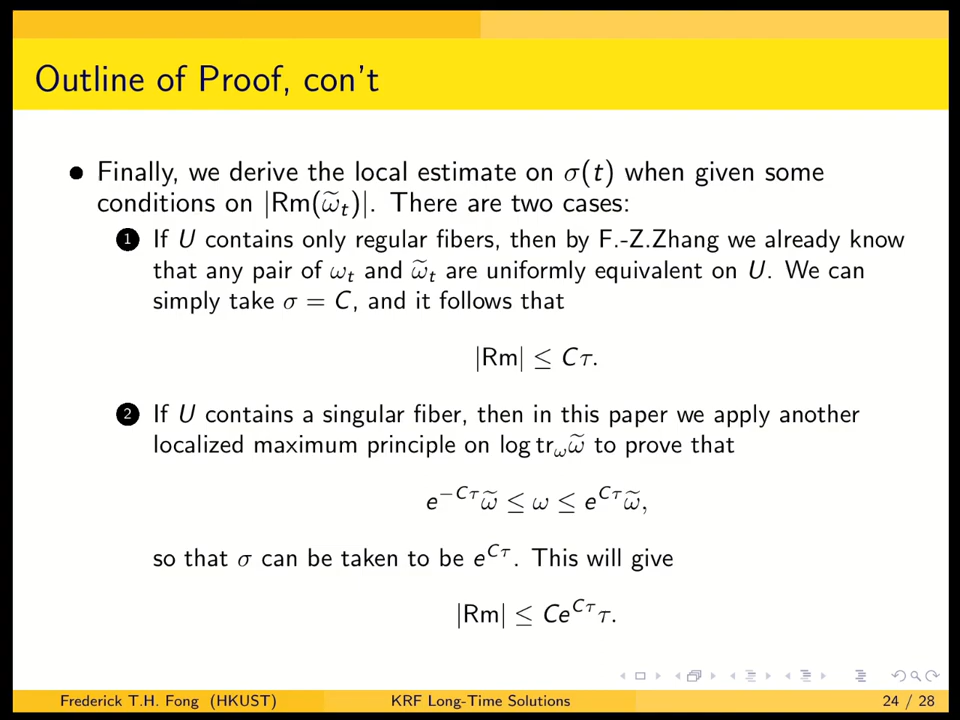 Outline of Proof, con't
● Finally, we derive the local estimate on σ(t) when given some
conditions on |Rm(ω̃ₜ)|. There are two cases:
1 If U contains only regular fibers, then by F.-Z.Zhang we already know
that any pair of ωₜ and ω̃ₜ are uniformly equivalent on U. We can
simply take σ = C, and it follows that
|Rm| ≤ Cτ.
2 If U contains a singular fiber, then in this paper we apply another
localized maximum principle on log tr_ω ω̃ to prove that
e^{−Cτ}ω̃ ≤ ω ≤ e^{Cτ}ω̃,
so that σ can be taken to be e^{Cτ}. This will give
|Rm| ≤ Ce^{Cτ}τ.
Frederick T.H. Fong (HKUST) KRF Long-Time Solutions 24 / 28